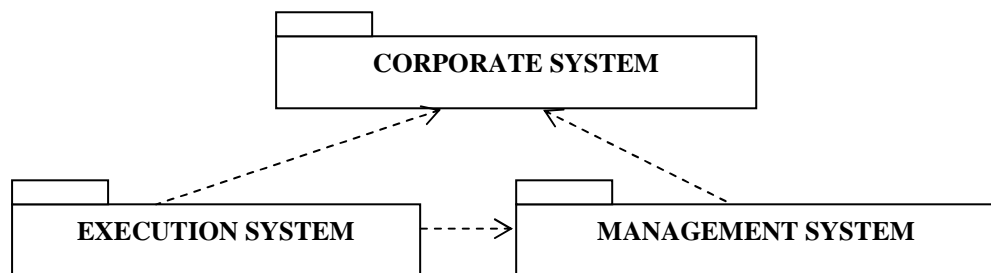 CORPORATE SYSTEM
EXECUTION SYSTEM
MANAGEMENT SYSTEM